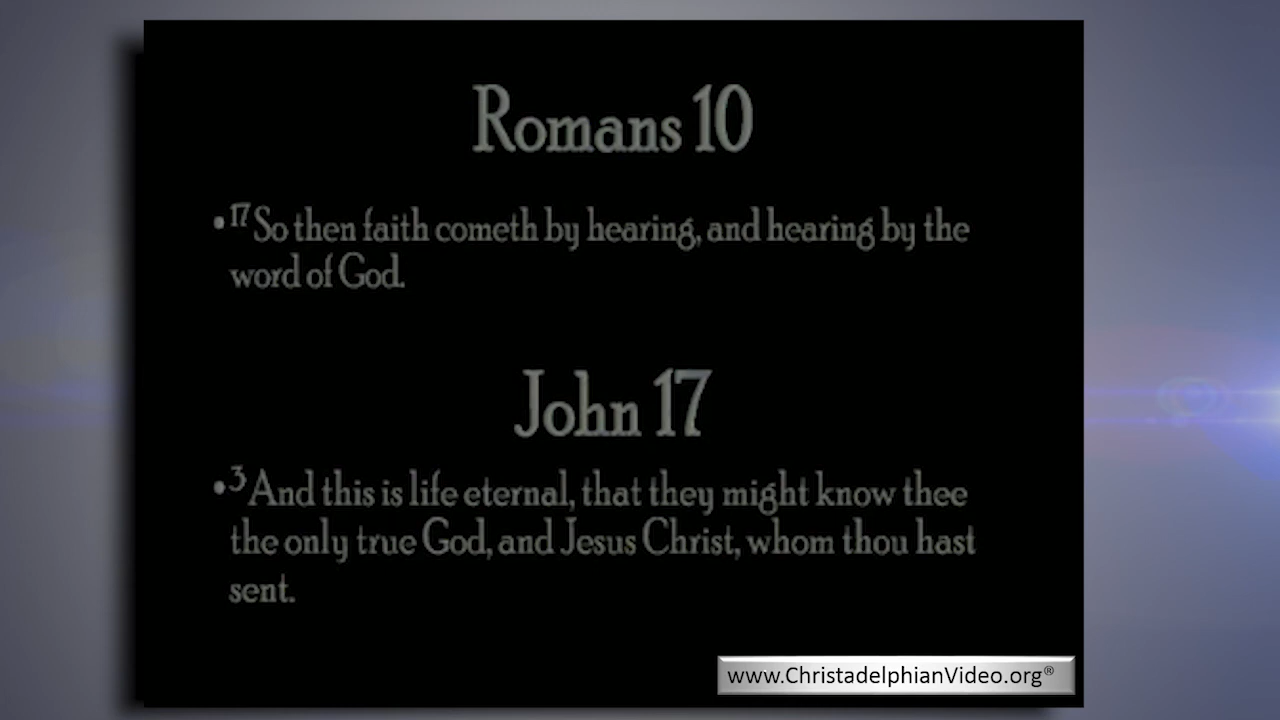 Romans 10
•17 So then faith cometh by hearing, and hearing by the
word of God.
John 17
•3 And this is life eternal, that they might know thee
the only true God, and Jesus Christ, whom thou hast
sent.
www.ChristadelphianVideo.org®